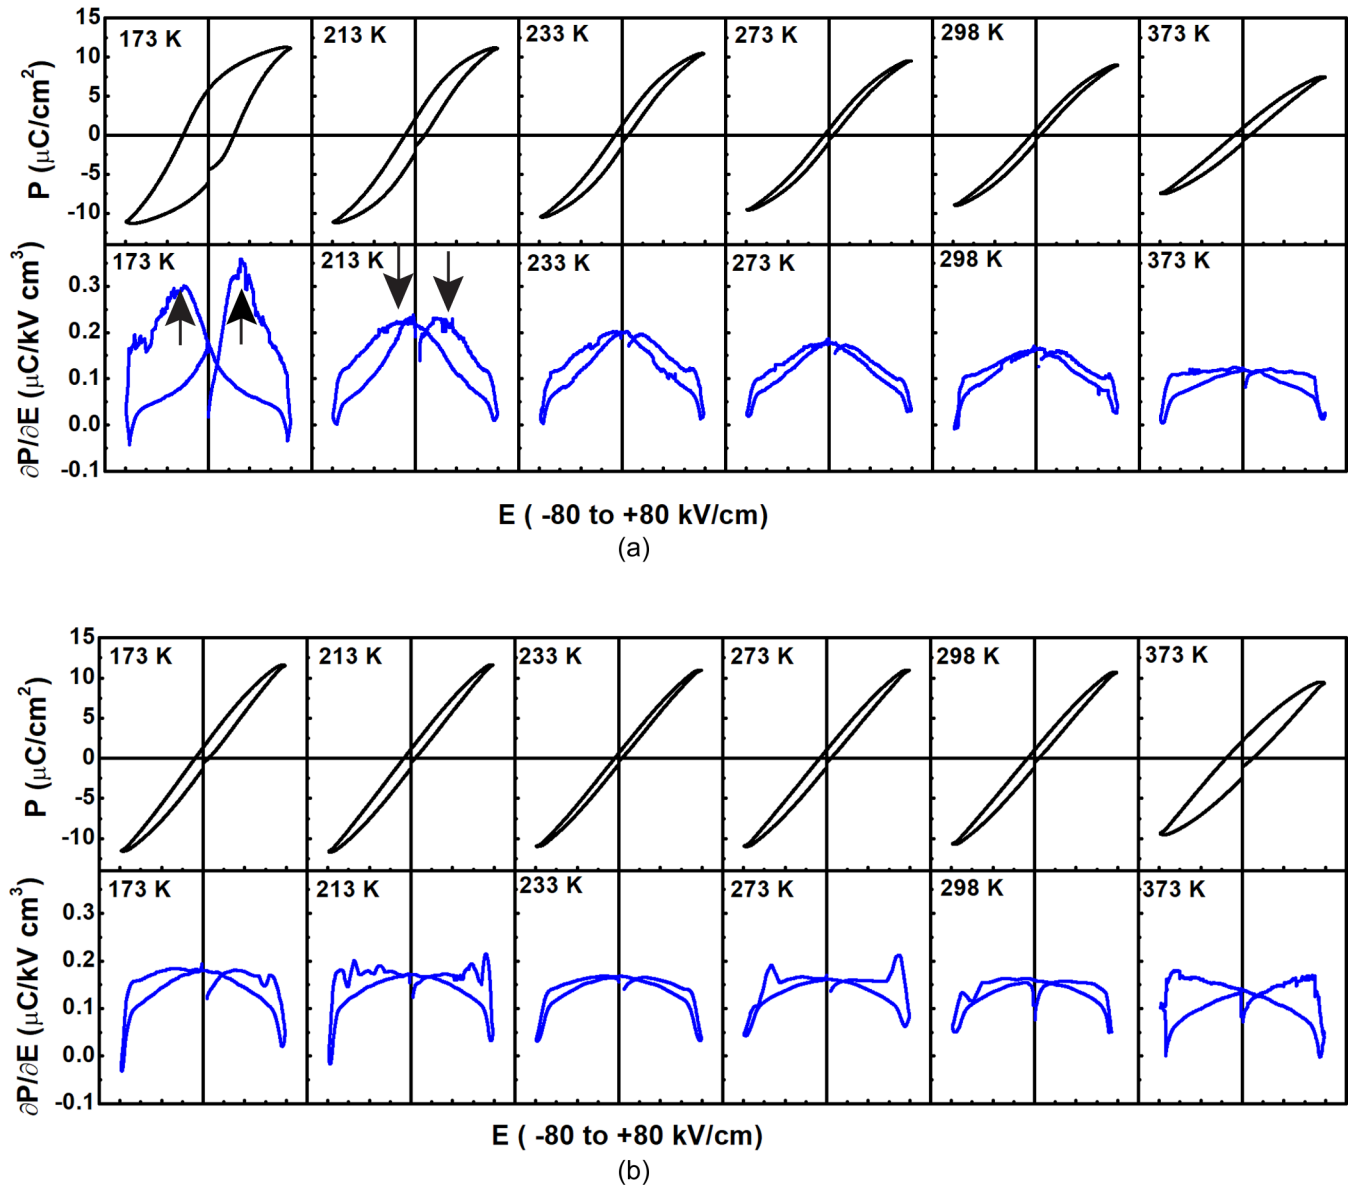 173 K 213 K 233 K 273 K 298 K 373 K
15
10
5
0
-5
-10
P (μC/cm²)
173 K 213 K 233 K 273 K 298 K 373 K
0.3
0.2
0.1
0.0
-0.1
∂P/∂E (μC/kV cm³)
E ( -80 to +80 kV/cm)
(a)
173 K 213 K 233 K 273 K 298 K 373 K
15
10
5
0
-5
-10
P (μC/cm²)
173 K 213 K 233 K 273 K 298 K 373 K
0.3
0.2
0.1
0.0
-0.1
∂P/∂E (μC/kV cm³)
E ( -80 to +80 kV/cm)
(b)